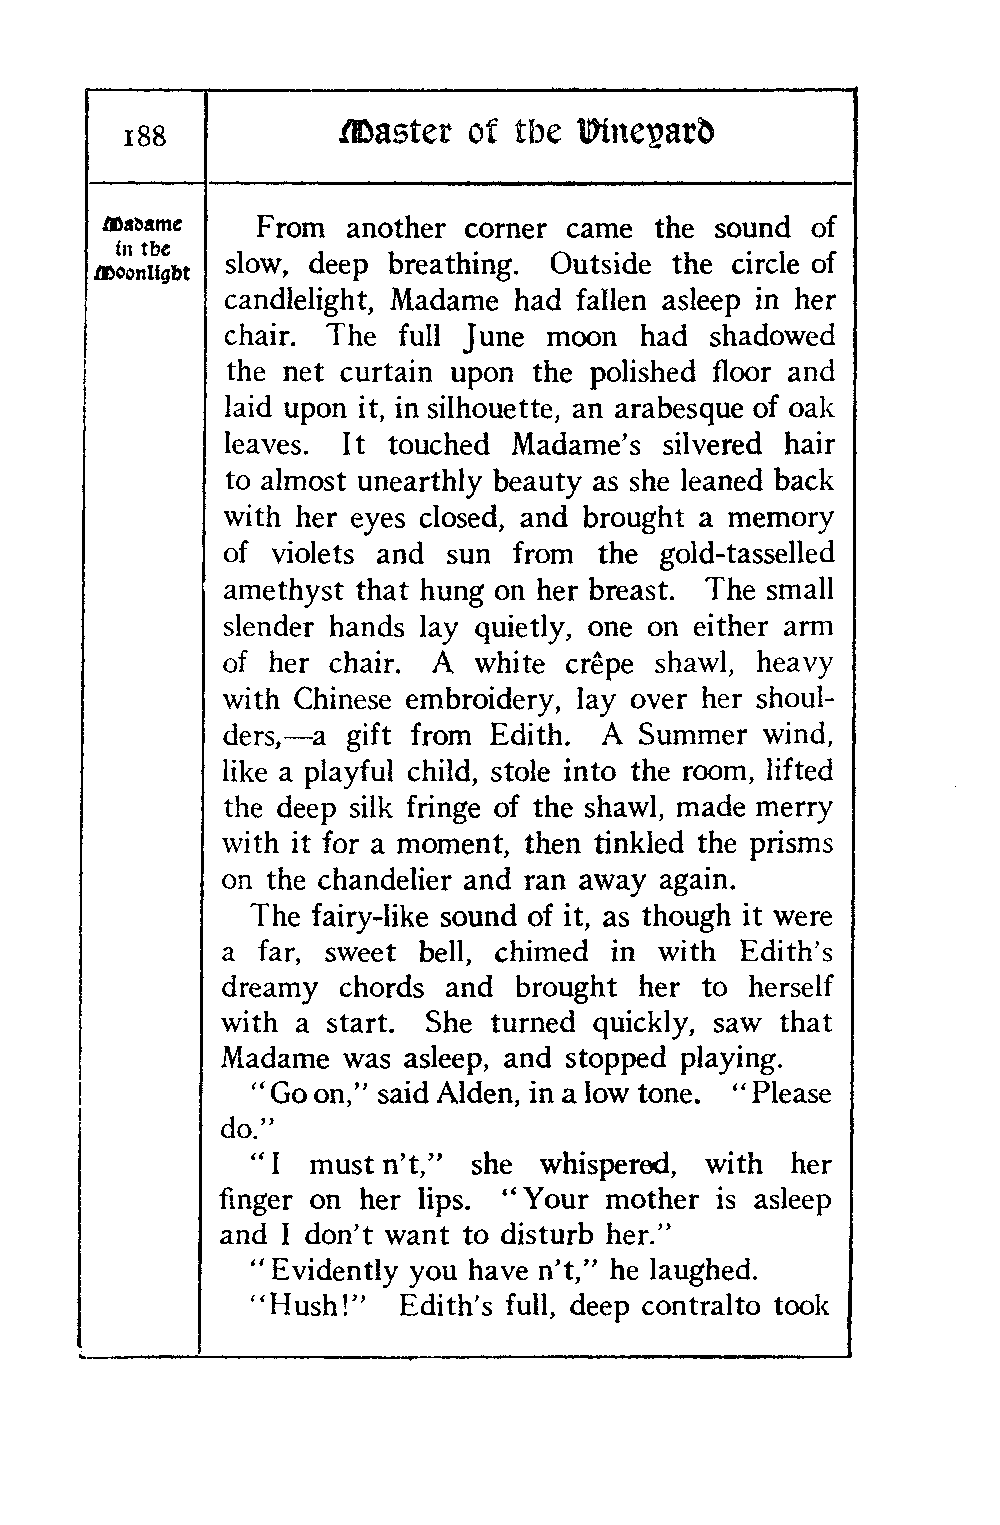 188
Master of the Vineyard
Madame
in the
Moonlight
From another corner came the sound of
slow, deep breathing. Outside the circle of
candlelight, Madame had fallen asleep in her
chair. The full June moon had shadowed
the net curtain upon the polished floor and
laid upon it, in silhouette, an arabesque of oak
leaves. It touched Madame's silvered hair
to almost unearthly beauty as she leaned back
with her eyes closed, and brought a memory
of violets and sun from the gold-tasselled
amethyst that hung on her breast. The small
slender hands lay quietly, one on either arm
of her chair. A white crêpe shawl, heavy
with Chinese embroidery, lay over her shoul-
ders,—a gift from Edith. A Summer wind,
like a playful child, stole into the room, lifted
the deep silk fringe of the shawl, made merry
with it for a moment, then tinkled the prisms
on the chandelier and ran away again.
The fairy-like sound of it, as though it were
a far, sweet bell, chimed in with Edith's
dreamy chords and brought her to herself
with a start. She turned quickly, saw that
Madame was asleep, and stopped playing.
"Go on," said Alden, in a low tone. "Please
do."
"I must n't," she whispered, with her
finger on her lips. "Your mother is asleep
and I don't want to disturb her."
"Evidently you have n't," he laughed.
"Hush!" Edith's full, deep contralto took